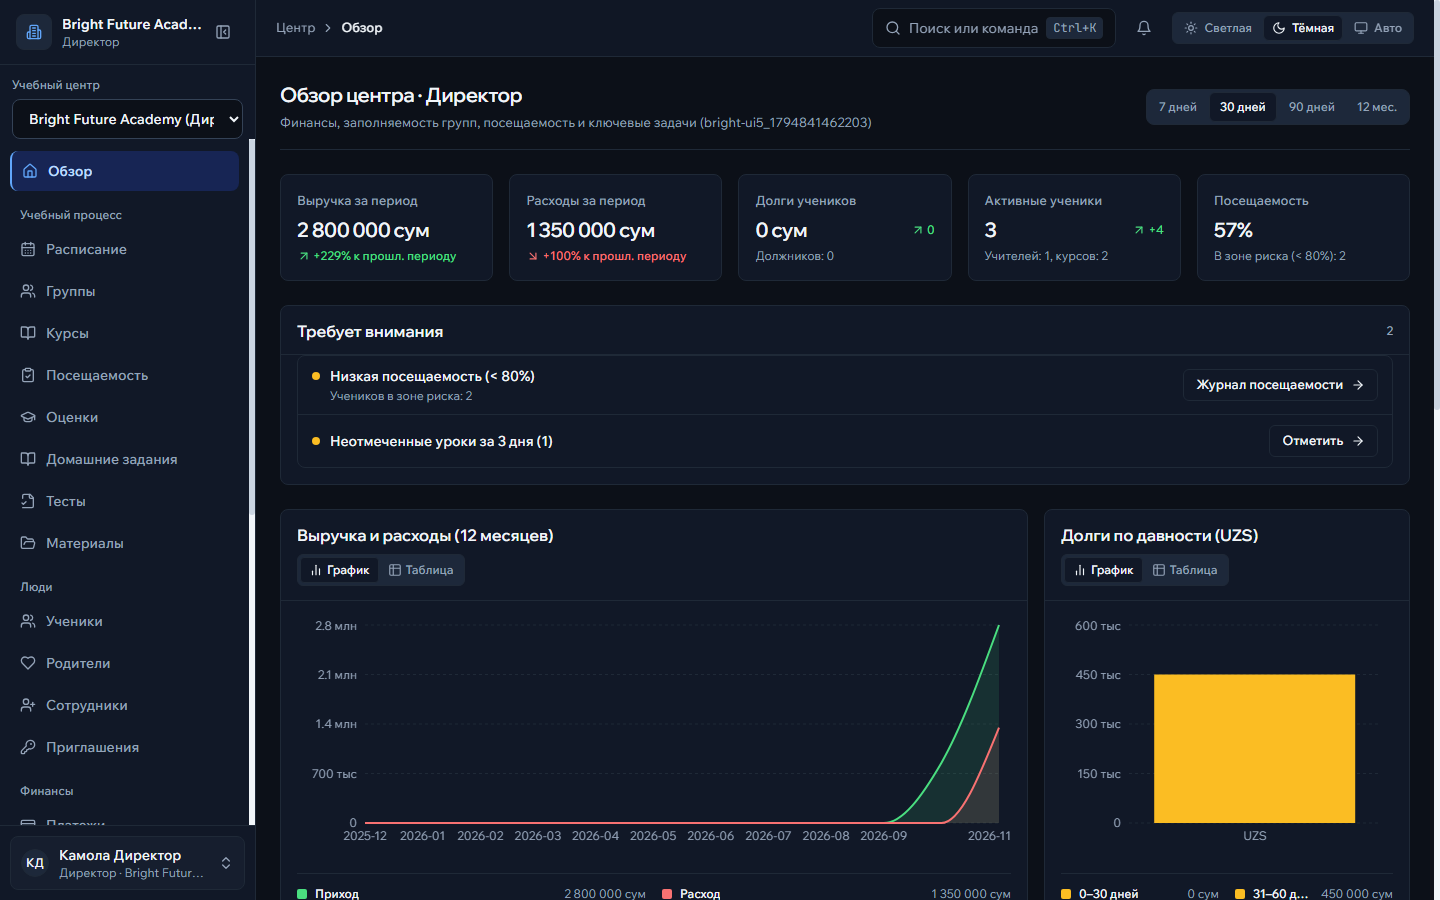 Bright Future Acad...
Директор
Учебный центр
Bright Future Academy (Дир
Обзор
Учебный процесс
Расписание
Группы
Курсы
Посещаемость
Оценки
Домашние задания
Тесты
Материалы
Люди
Ученики
Родители
Сотрудники
Приглашения
Финансы
Платежи
КД
Камола Директор
Директор · Bright Futur...
Центр > Обзор
Поиск или команда Ctrl+K
Светлая Тёмная Авто
Обзор центра · Директор
Финансы, заполняемость групп, посещаемость и ключевые задачи (bright-ui5_1794841462203)
7 дней 30 дней 90 дней 12 мес.
Выручка за период
2 800 000 сум
+229% к прошл. периоду
Расходы за период
1 350 000 сум
+100% к прошл. периоду
Долги учеников
0 сум
0
Должников: 0
Активные ученики
3
+4
Учителей: 1, курсов: 2
Посещаемость
57%
В зоне риска (< 80%): 2
Требует внимания 2
Низкая посещаемость (< 80%)
Учеников в зоне риска: 2
Журнал посещаемости
Неотмеченные уроки за 3 дня (1)
Отметить
Выручка и расходы (12 месяцев)
График Таблица
2.8 млн
2.1 млн
1.4 млн
700 тыс
0
2025-12 2026-01 2026-02 2026-03 2026-04 2026-05 2026-06 2026-07 2026-08 2026-09 2026-11
Приход 2 800 000 сум Расход 1 350 000 сум
Долги по давности (UZS)
График Таблица
600 тыс
450 тыс
300 тыс
150 тыс
0
UZS
0–30 дней 0 сум 31–60 д... 450 000 сум